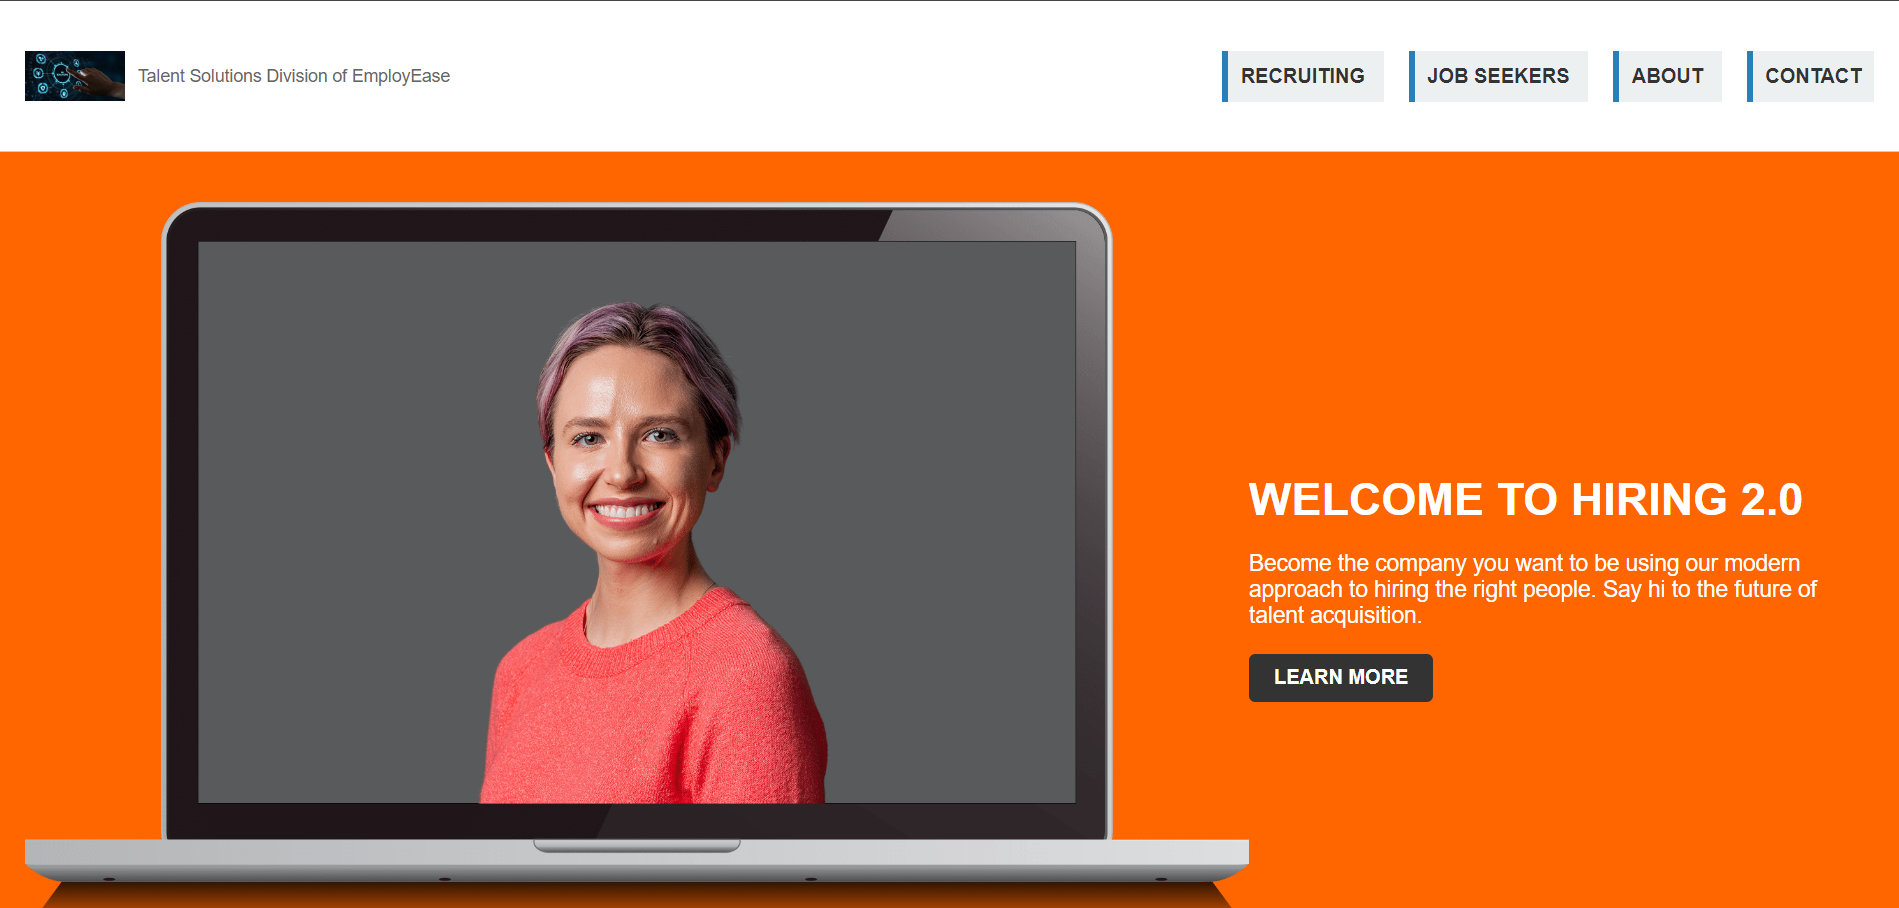 Talent Solutions Division of EmployEase
RECRUITING
JOB SEEKERS
ABOUT
CONTACT
WELCOME TO HIRING 2.0
Become the company you want to be using our modern
approach to hiring the right people. Say hi to the future of
talent acquisition.
LEARN MORE